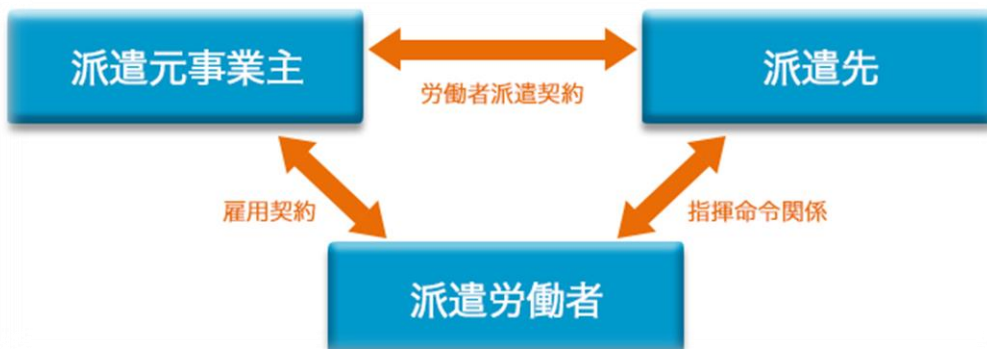 派遣元事業主
派遣先
労働者派遣契約
雇用契約
指揮命令関係
派遣労働者